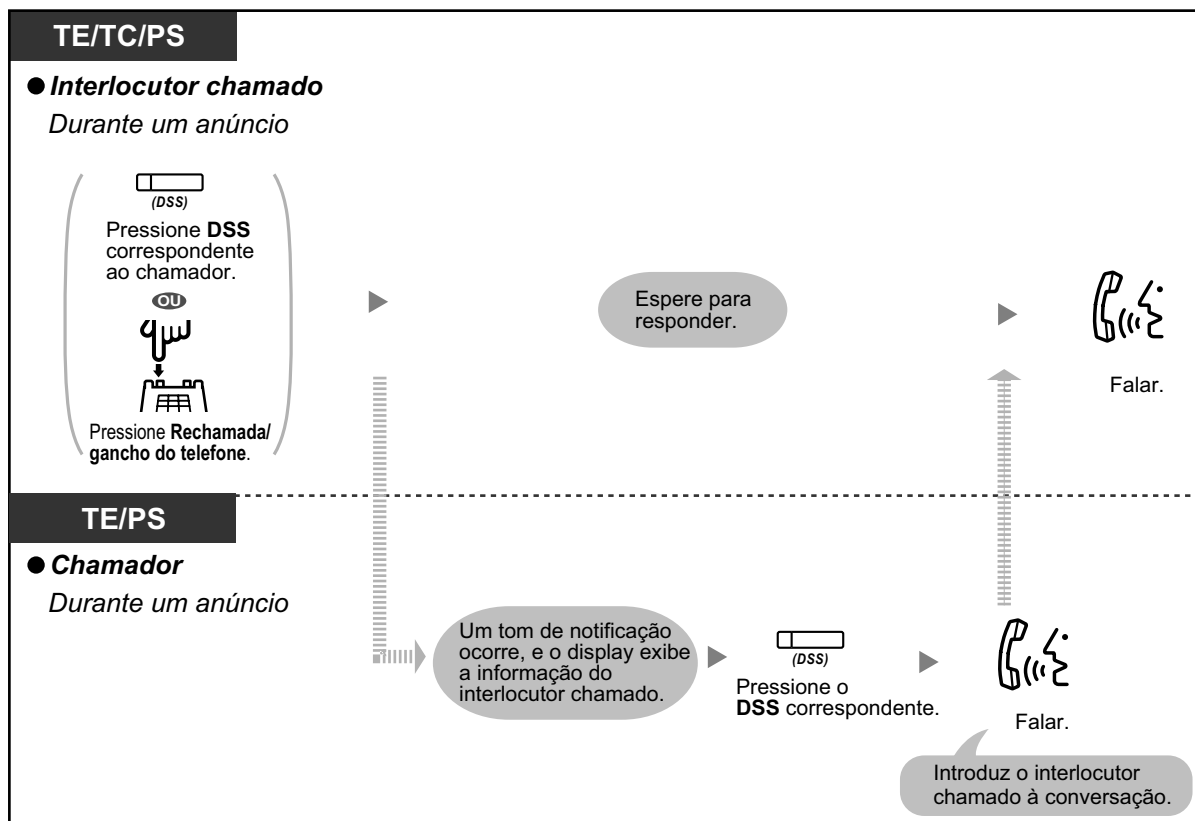 TE/TC/PS
● Interlocutor chamado
Durante um anúncio
(DSS)
Pressione DSS
correspondente
ao chamador.
OU
Pressione Rechamada/
gancho do telefone.
Espere para
responder.
Falar.
TE/PS
● Chamador
Durante um anúncio
Um tom de notificação
ocorre, e o display exibe
a informação do
interlocutor chamado.
(DSS)
Pressione o
DSS correspondente.
Falar.
Introduz o interlocutor
chamado à conversação.